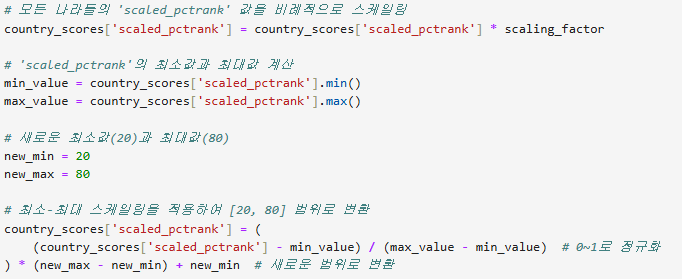 # 모든 나라들의 'scaled_pctrank' 값을 비례적으로 스케일링
country_scores['scaled_pctrank'] = country_scores['scaled_pctrank'] * scaling_factor
# 'scaled_pctrank'의 최소값과 최대값 계산
min_value = country_scores['scaled_pctrank'].min()
max_value = country_scores['scaled_pctrank'].max()
# 새로운 최소값(20)과 최대값(80)
new_min = 20
new_max = 80
# 최소-최대 스케일링을 적용하여 [20, 80] 범위로 변환
country_scores['scaled_pctrank'] = (
    (country_scores['scaled_pctrank'] - min_value) / (max_value - min_value)  # 0~1로 정규화
) * (new_max - new_min) + new_min  # 새로운 범위로 변환